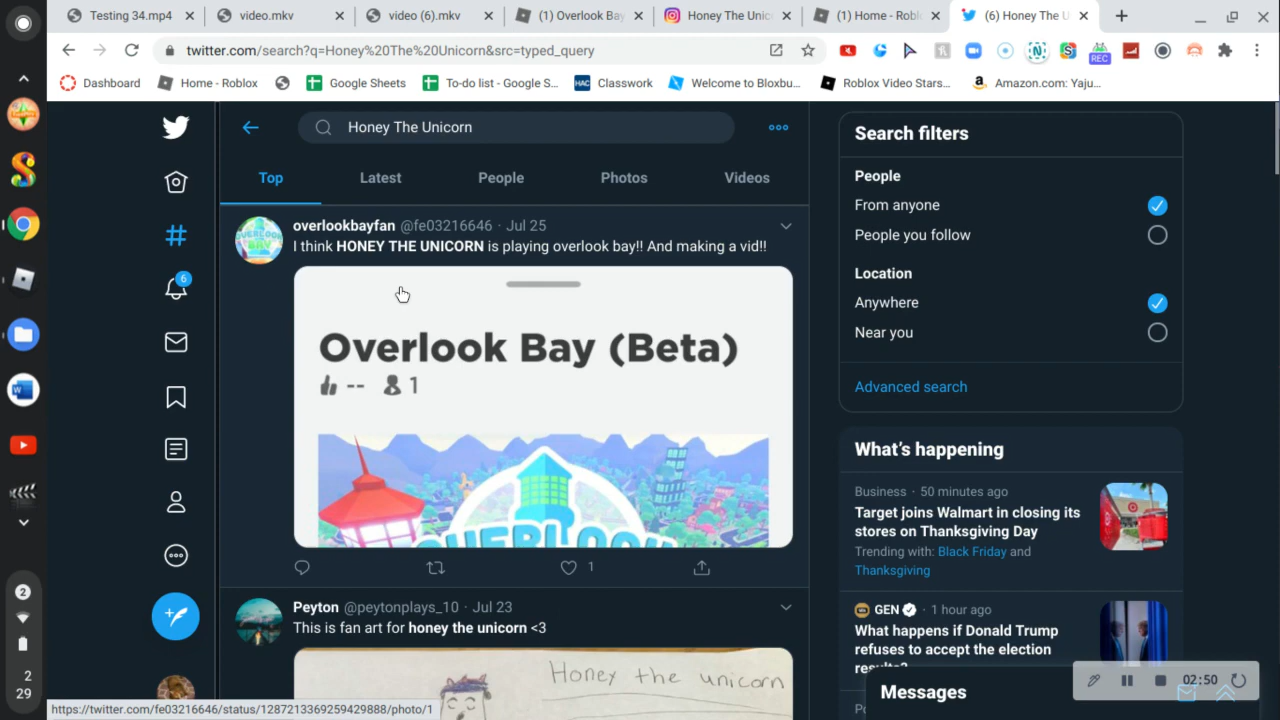 Testing 34.mp4
video.mkv
video (6).mkv
(1) Overlook Ba
Honey The Unic
(1) Home - Robl
(6) Honey The U
twitter.com/search?q=Honey%20The%20Unicorn&src=typed_query
REC
Dashboard
Home - Roblox
Google Sheets
To-do list - Google S...
HAC
Classwork
Welcome to Bloxbu...
Roblox Video Stars...
Amazon.com: Yaju...
Honey The Unicorn
Top
Latest
People
Photos
Videos
overlookbayfan @fe03216646 · Jul 25
I think HONEY THE UNICORN is playing overlook bay!! And making a vid!!
Overlook Bay (Beta)
-- 1
OVERLOOK
1
Peyton @peytonplays_10 · Jul 23
This is fan art for honey the unicorn <3
Honey the unicorn
6
Search filters
People
From anyone
People you follow
Location
Anywhere
Near you
Advanced search
What's happening
Business · 50 minutes ago
Target joins Walmart in closing its
stores on Thanksgiving Day
Trending with: Black Friday and
Thanksgiving
GEN · 1 hour ago
What happens if Donald Trump
refuses to accept the election
results?
Messages
02:50
2
2
29
https://twitter.com/fe03216646/status/1287213369259429888/photo/1